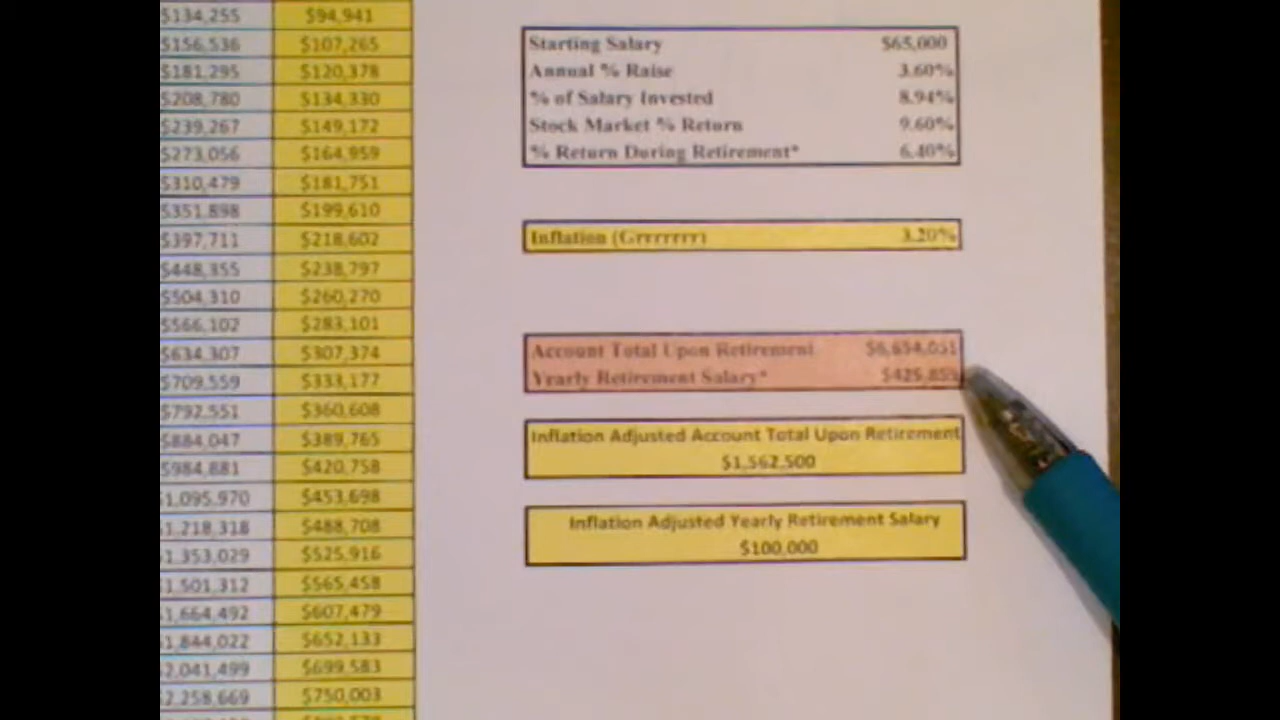 $134,255 $94,941
$156,536 $107,265
$181,295 $120,378
$208,780 $134,330
$239,267 $149,172
$273,056 $164,959
$310,479 $181,751
$351,898 $199,610
$397,711 $218,602
$448,355 $238,797
$504,310 $260,270
$566,102 $283,101
$634,307 $307,374
$709,559 $333,177
$792,551 $360,608
$884,047 $389,765
$984,881 $420,758
$1,095,970 $453,698
$1,218,318 $488,708
$1,353,029 $525,916
$1,501,312 $565,458
$1,664,492 $607,479
$1,844,022 $652,133
$2,041,499 $699,583
$2,258,669 $750,003
Starting Salary $65,000
Annual % Raise 3.60%
% of Salary Invested 8.94%
Stock Market % Return 9.60%
% Return During Retirement* 6.40%
Inflation (Grrrrrrr) 3.20%
Account Total Upon Retirement $6,654,051
Yearly Retirement Salary*
Inflation Adjusted Account Total Upon Retirement
$1,562,500
Inflation Adjusted Yearly Retirement Salary
$100,000